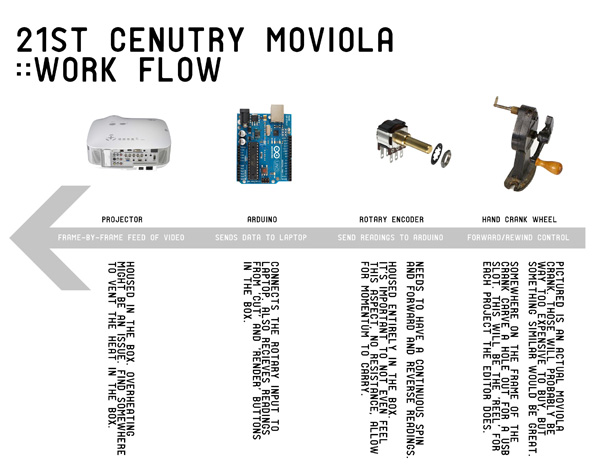 21ST CENUTRY MOVIOLA
::WORK FLOW
PROJECTOR
FRAME-BY-FRAME FEED OF VIDEO
ARDUINO
SENDS DATA TO LAPTOP
ROTARY ENCODER
SEND READINGS TO ARDUINO
HAND CRANK WHEEL
FORWARD/REWIND CONTROL
HOUSED IN THE BOX. OVERHEATING
MIGHT BE AN ISSUE. FIND SOMEWHERE
TO VENT THE HEAT IN THE BOX.
CONNECTS THE ROTARY INPUT TO
LAPTOP. ALSO RECIEVES READINGS
FROM "CUT" AND "RENDER" BUTTONS
IN THE BOX.
NEEDS TO HAVE A CONTINUOUS SPIN
AND FORWARD AND REVERSE READINGS.
HOUSED ENTIRELY IN THE BOX.
IT'S IMPORTANT TO NOT EVEN FEEL
THIS ASPECT. NO RESISTANCE. ALLOW
FOR MOMENTUM TO CARRY.
PICTURED IS AN ACTUAL MOVIOLA
CRANK. THOSE WILL PROBABLY BE
WAY TOO EXPENSIVE TO BUY, BUT
SOMETHING SIMILAR WOULD BE GREAT.
SOMEWHERE ON THE FRAME OF THE
CRANK CARVE A HOLE OUT FOR A USB
SLOT. THIS WILL BE THE "REEL" FOR
EACH PROJECT THE EDITOR DOES.